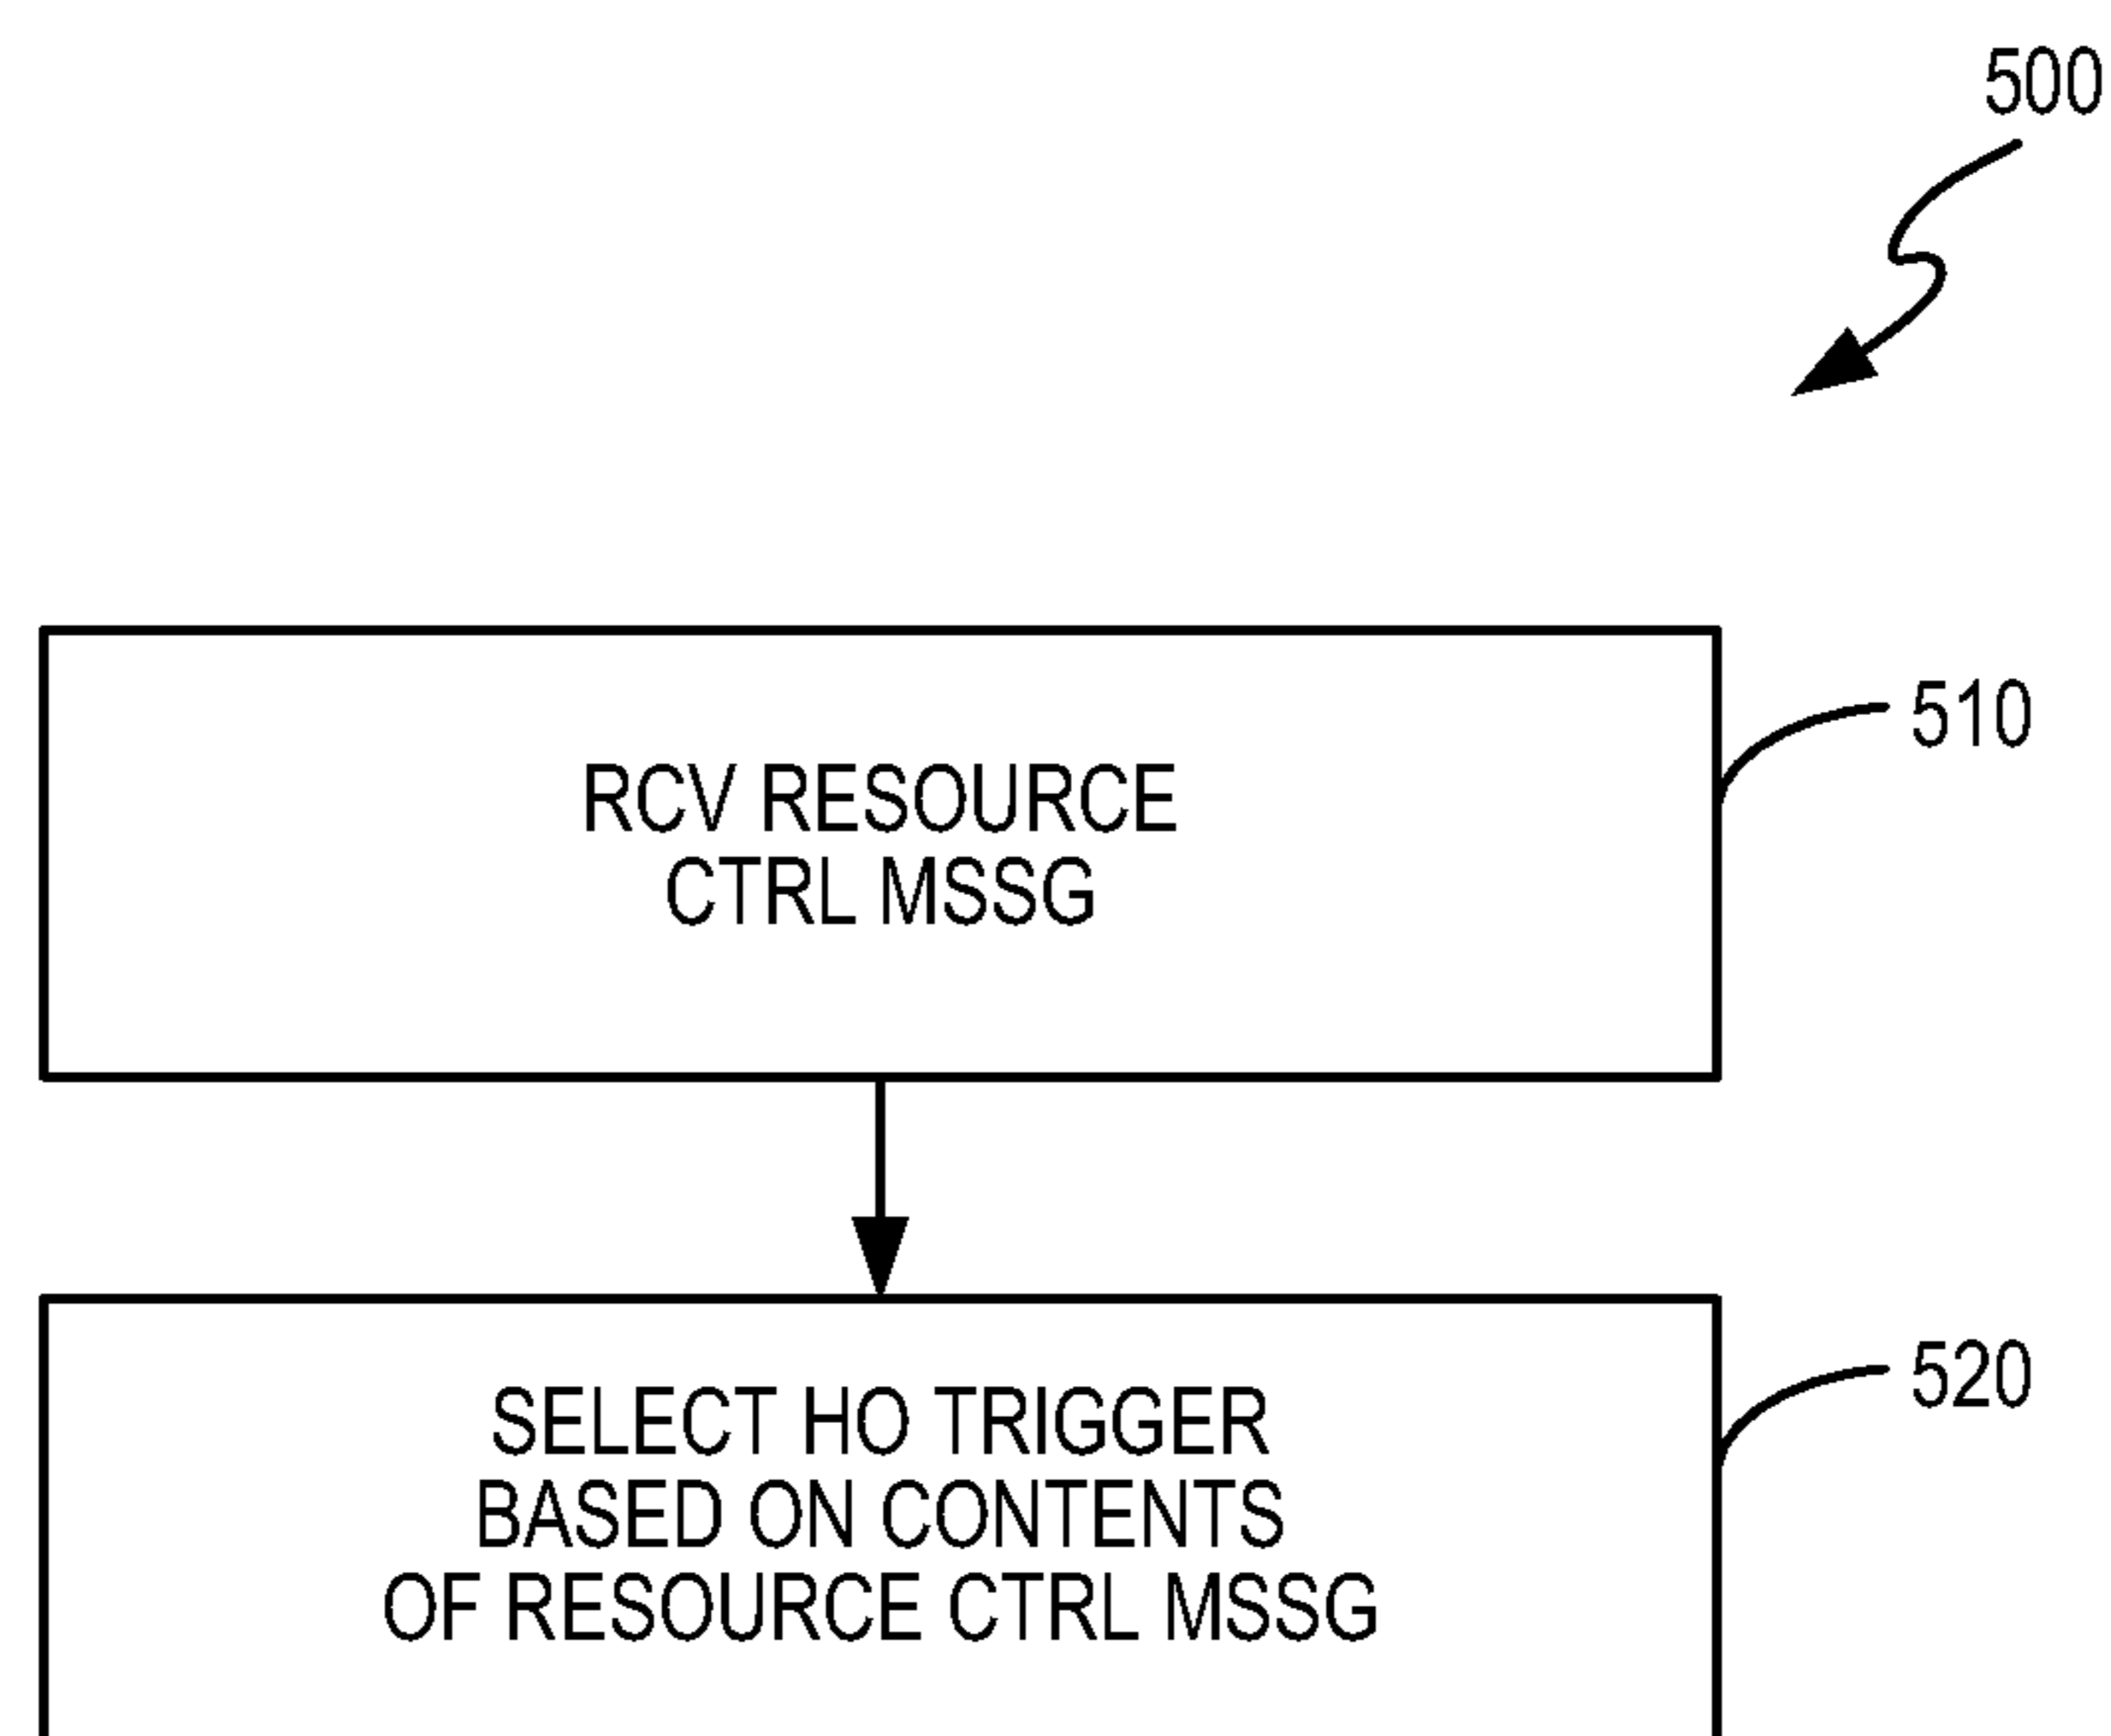 500
RCV RESOURCE
CTRL MSSG
510
SELECT HO TRIGGER
BASED ON CONTENTS
OF RESOURCE CTRL MSSG
520